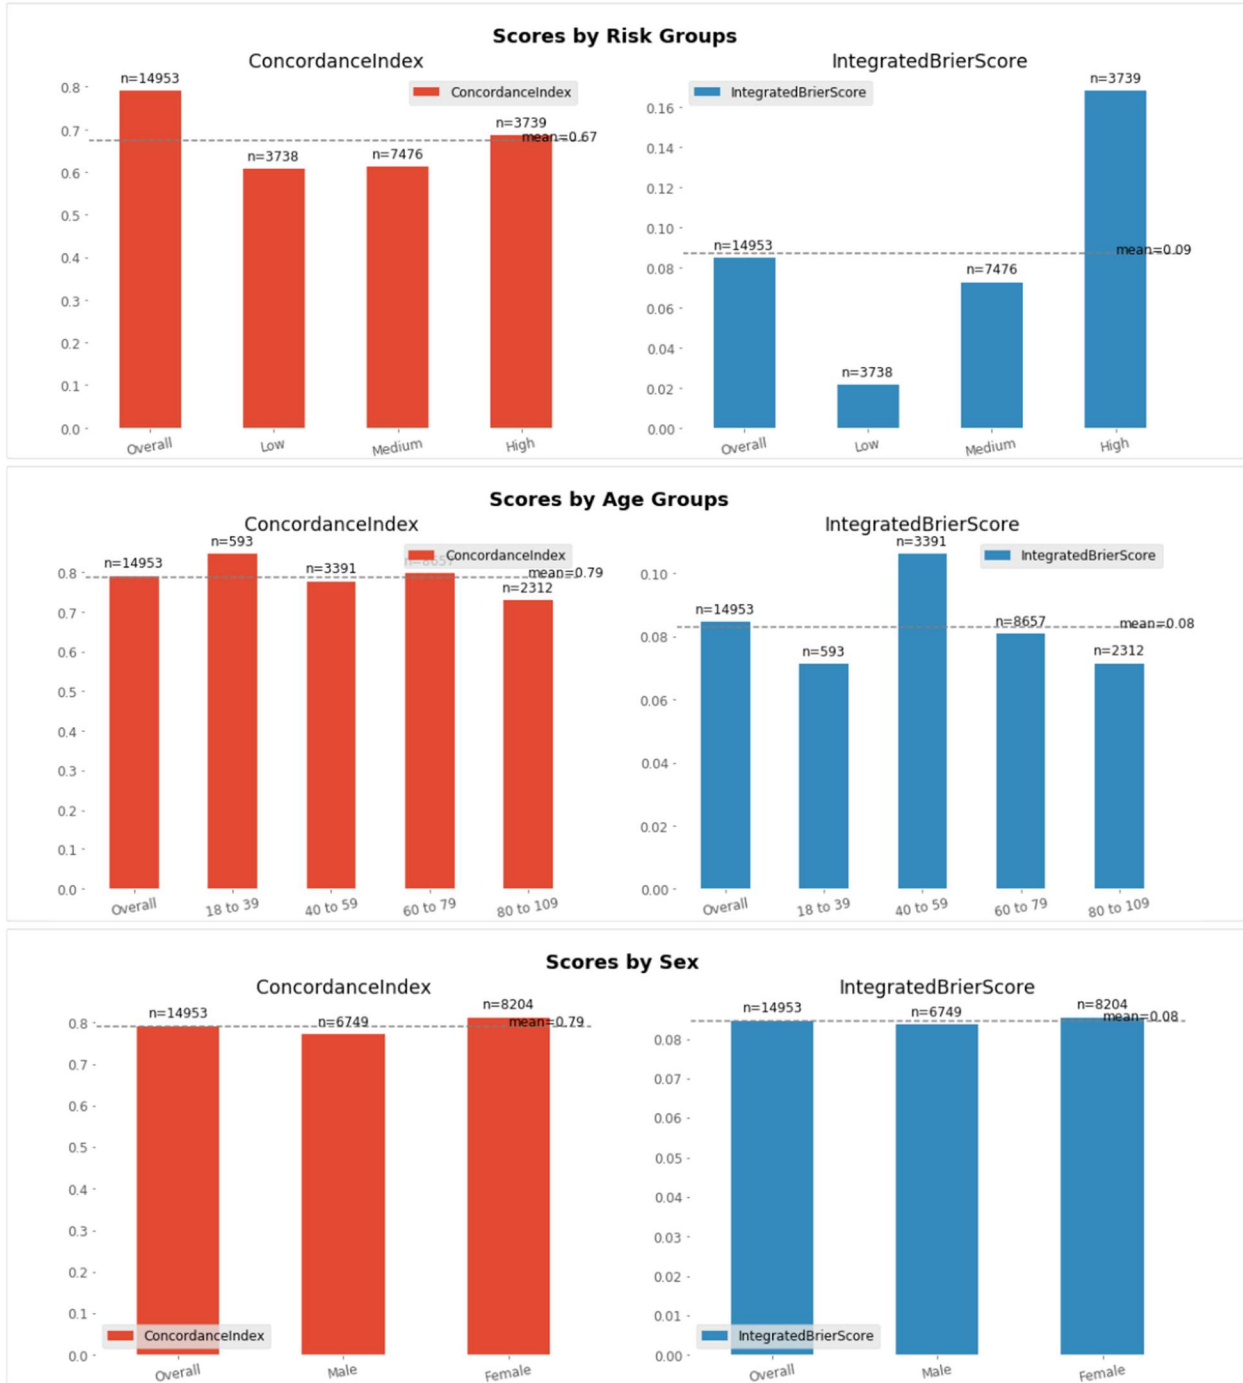 Scores by Risk Groups
ConcordanceIndex
n=14953
ConcordanceIndex
0.8
0.7
0.6
0.5
0.4
0.3
0.2
0.1
0.0
n=3738
n=7476
n=3739
mean=0.67
Overall
Low
Medium
High
IntegratedBrierScore
IntegratedBrierScore
n=3739
0.16
0.14
0.12
0.10
0.08
0.06
0.04
0.02
0.00
n=14953
n=3738
n=7476
mean=0.09
Overall
Low
Medium
High
Scores by Age Groups
ConcordanceIndex
n=593
ConcordanceIndex
n=14953
n=3391
n=8657
mean=0.79
n=2312
0.8
0.7
0.6
0.5
0.4
0.3
0.2
0.1
0.0
Overall
18 to 39
40 to 59
60 to 79
80 to 109
IntegratedBrierScore
n=3391
IntegratedBrierScore
0.10
0.08
0.06
0.04
0.02
0.00
n=14953
n=593
n=8657
mean=0.08
n=2312
Overall
18 to 39
40 to 59
60 to 79
80 to 109
Scores by Sex
ConcordanceIndex
n=14953
n=6749
n=8204
mean=0.79
0.8
0.7
0.6
0.5
0.4
0.3
0.2
0.1
0.0
ConcordanceIndex
Overall
Male
Female
IntegratedBrierScore
n=14953
n=6749
n=8204
mean=0.08
0.08
0.07
0.06
0.05
0.04
0.03
0.02
0.01
0.00
IntegratedBrierScore
Overall
Male
Female